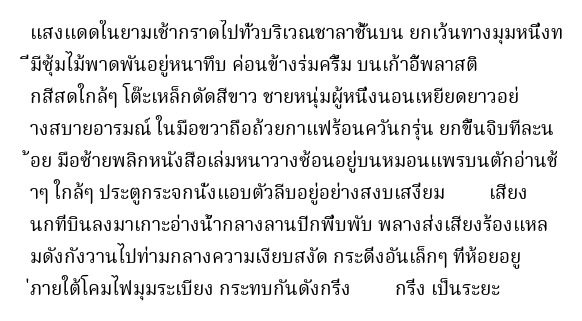 แสงแดดในยามเช้ากราดไปทั่วบริเวณชาลาชั้นบน ยกเว้นทางมุมหนึ่งท
ี่มีซุ้มไม้พาดพันอยู่หนาทึบ ค่อนข้างร่มครึ้ม บนเก้าอี้พลาสติ
กสีสดใกล้ๆ โต๊ะเหล็กดัดสีขาว ชายหนุ่มผู้หนึ่งนอนเหยียดยาวอย่
างสบายอารมณ์ ในมือขวาถือถ้วยกาแฟร้อนควันกรุ่น ยกขึ้นจิบทีละน
้อย มือซ้ายพลิกหนังสือเล่มหนาวางซ้อนอยู่บนหมอนแพรบนตักอ่านช้
าๆ ใกล้ๆ ประตูกระจกนั่งแอบตัวลีบอยู่อย่างสงบเสงี่ยม เสียง
นกที่บินลงมาเกาะอ่างน้ำกลางลานปีกพึ่บพับ พลางส่งเสียงร้องแหล
มดังกังวานไปท่ามกลางความเงียบสงัด กระดิ่งอันเล็กๆ ที่ห้อยอยู
่ภายใต้โคมไฟมุมระเบียง กระทบกันดังกริ๊ง กริ๊ง เป็นระยะ